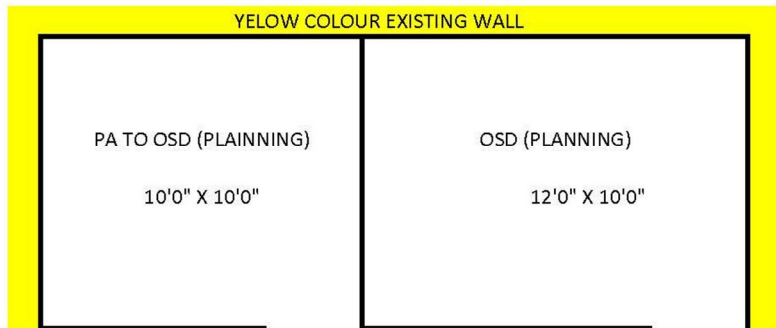 YELOW COLOUR EXISTING WALL
PA TO OSD (PLAINNING)
OSD (PLANNING)
10'0" X 10'0"
12'0" X 10'0"